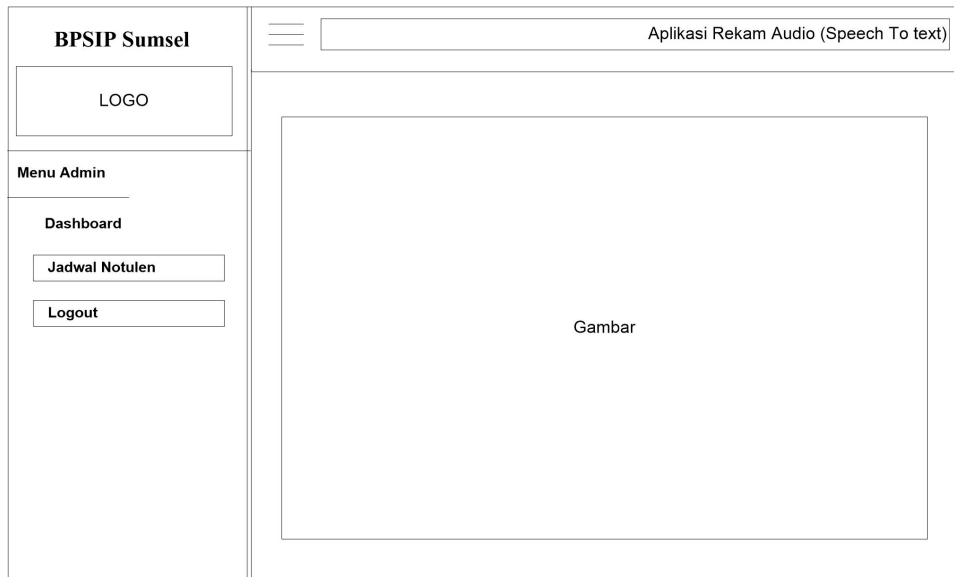 BPSIP Sumsel
LOGO
Menu Admin
Dashboard
Jadwal Notulen
Logout
Aplikasi Rekam Audio (Speech To text)
Gambar